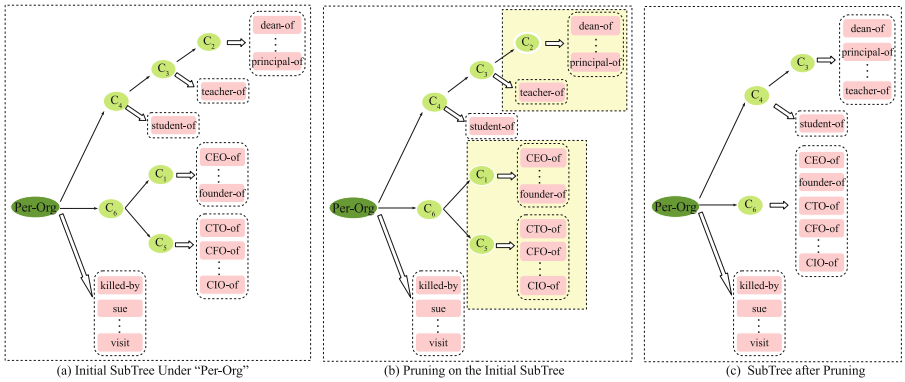 C2
dean-of
principal-of
C3
teacher-of
C4
student-of
Per-Org
C6
C1
CEO-of
founder-of
C5
CTO-of
CFO-of
CIO-of
killed-by
sue
visit
(a) Initial SubTree Under “Per-Org”
C2
dean-of
principal-of
C3
teacher-of
C4
student-of
Per-Org
C6
C1
CEO-of
founder-of
C5
CTO-of
CFO-of
CIO-of
killed-by
sue
visit
(b) Pruning on the Initial SubTree
C3
dean-of
principal-of
teacher-of
C4
student-of
Per-Org
C6
CEO-of
founder-of
CTO-of
CFO-of
CIO-of
killed-by
sue
visit
(c) SubTree after Pruning